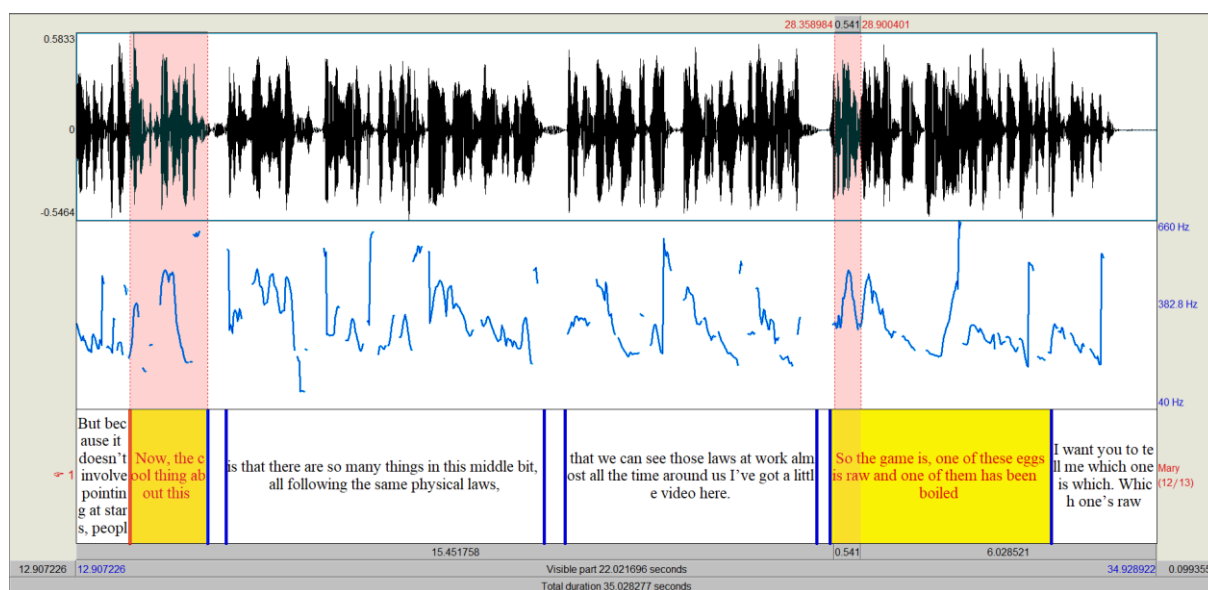 28.358984 0.541 28.900401
0.5833
0
-0.5464
660 Hz
382.8 Hz
40 Hz
But bec
ause it
doesn't
involve
pointin
g at star
s, peopl
Now, the c
ool thing ab
out this
is that there are so many things in this middle bit,
all following the same physical laws,
that we can see those laws at work alm
ost all the time around us I've got a littl
e video here.
So the game is, one of these eggs
is raw and one of them has been
boiled
I want you to te
ll me which one
is which. Whic
h one's raw
1
Mary
(12/13)
15.451758 0.541 6.028521
12.907226 12.907226 Visible part 22.021696 seconds 34.928922 0.099355
Total duration 35.028277 seconds